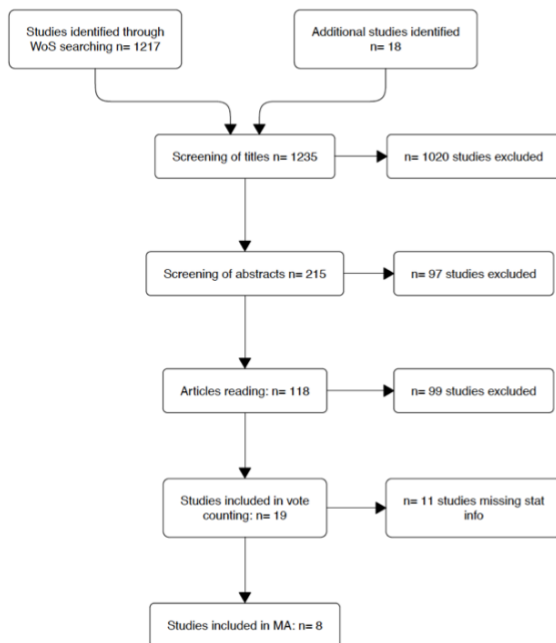 Studies identified through
WoS searching n= 1217
Additional studies identified
n= 18
Screening of titles n= 1235
n= 1020 studies excluded
Screening of abstracts n= 215
n= 97 studies excluded
Articles reading: n= 118
n= 99 studies excluded
Studies included in vote
counting: n= 19
n= 11 studies missing stat
info
Studies included in MA: n= 8